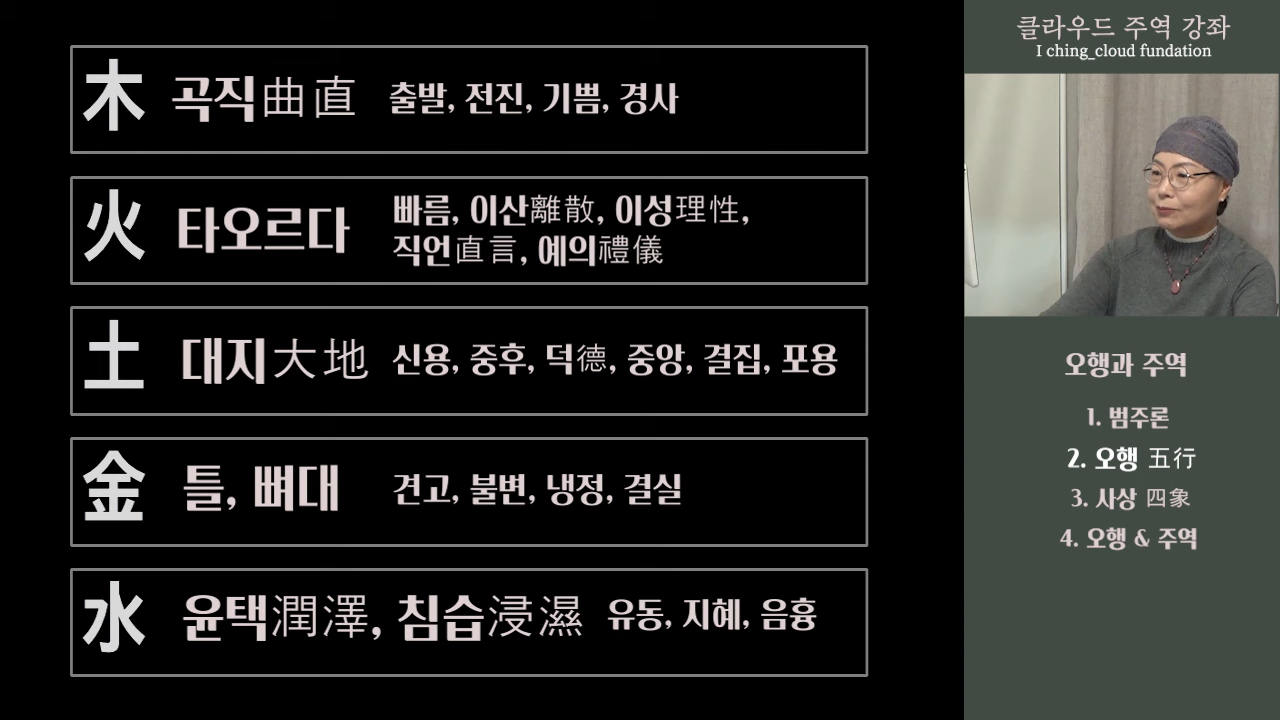 木 곡직曲直 출발, 전진, 기쁨, 경사
火 타오르다 빠름, 이산離散, 이성理性,
직언直言, 예의禮儀
土 대지大地 신용, 중후, 덕德, 중앙, 결집, 포용
金 틀, 뼈대 견고, 불변, 냉정, 결실
水 윤택潤澤, 침습浸濕 유동, 지혜, 음흉
클라우드 주역 강좌
I ching_cloud fundation
오행과 주역
1. 범주론
2. 오행 五行
3. 사상 四象
4. 오행 & 주역